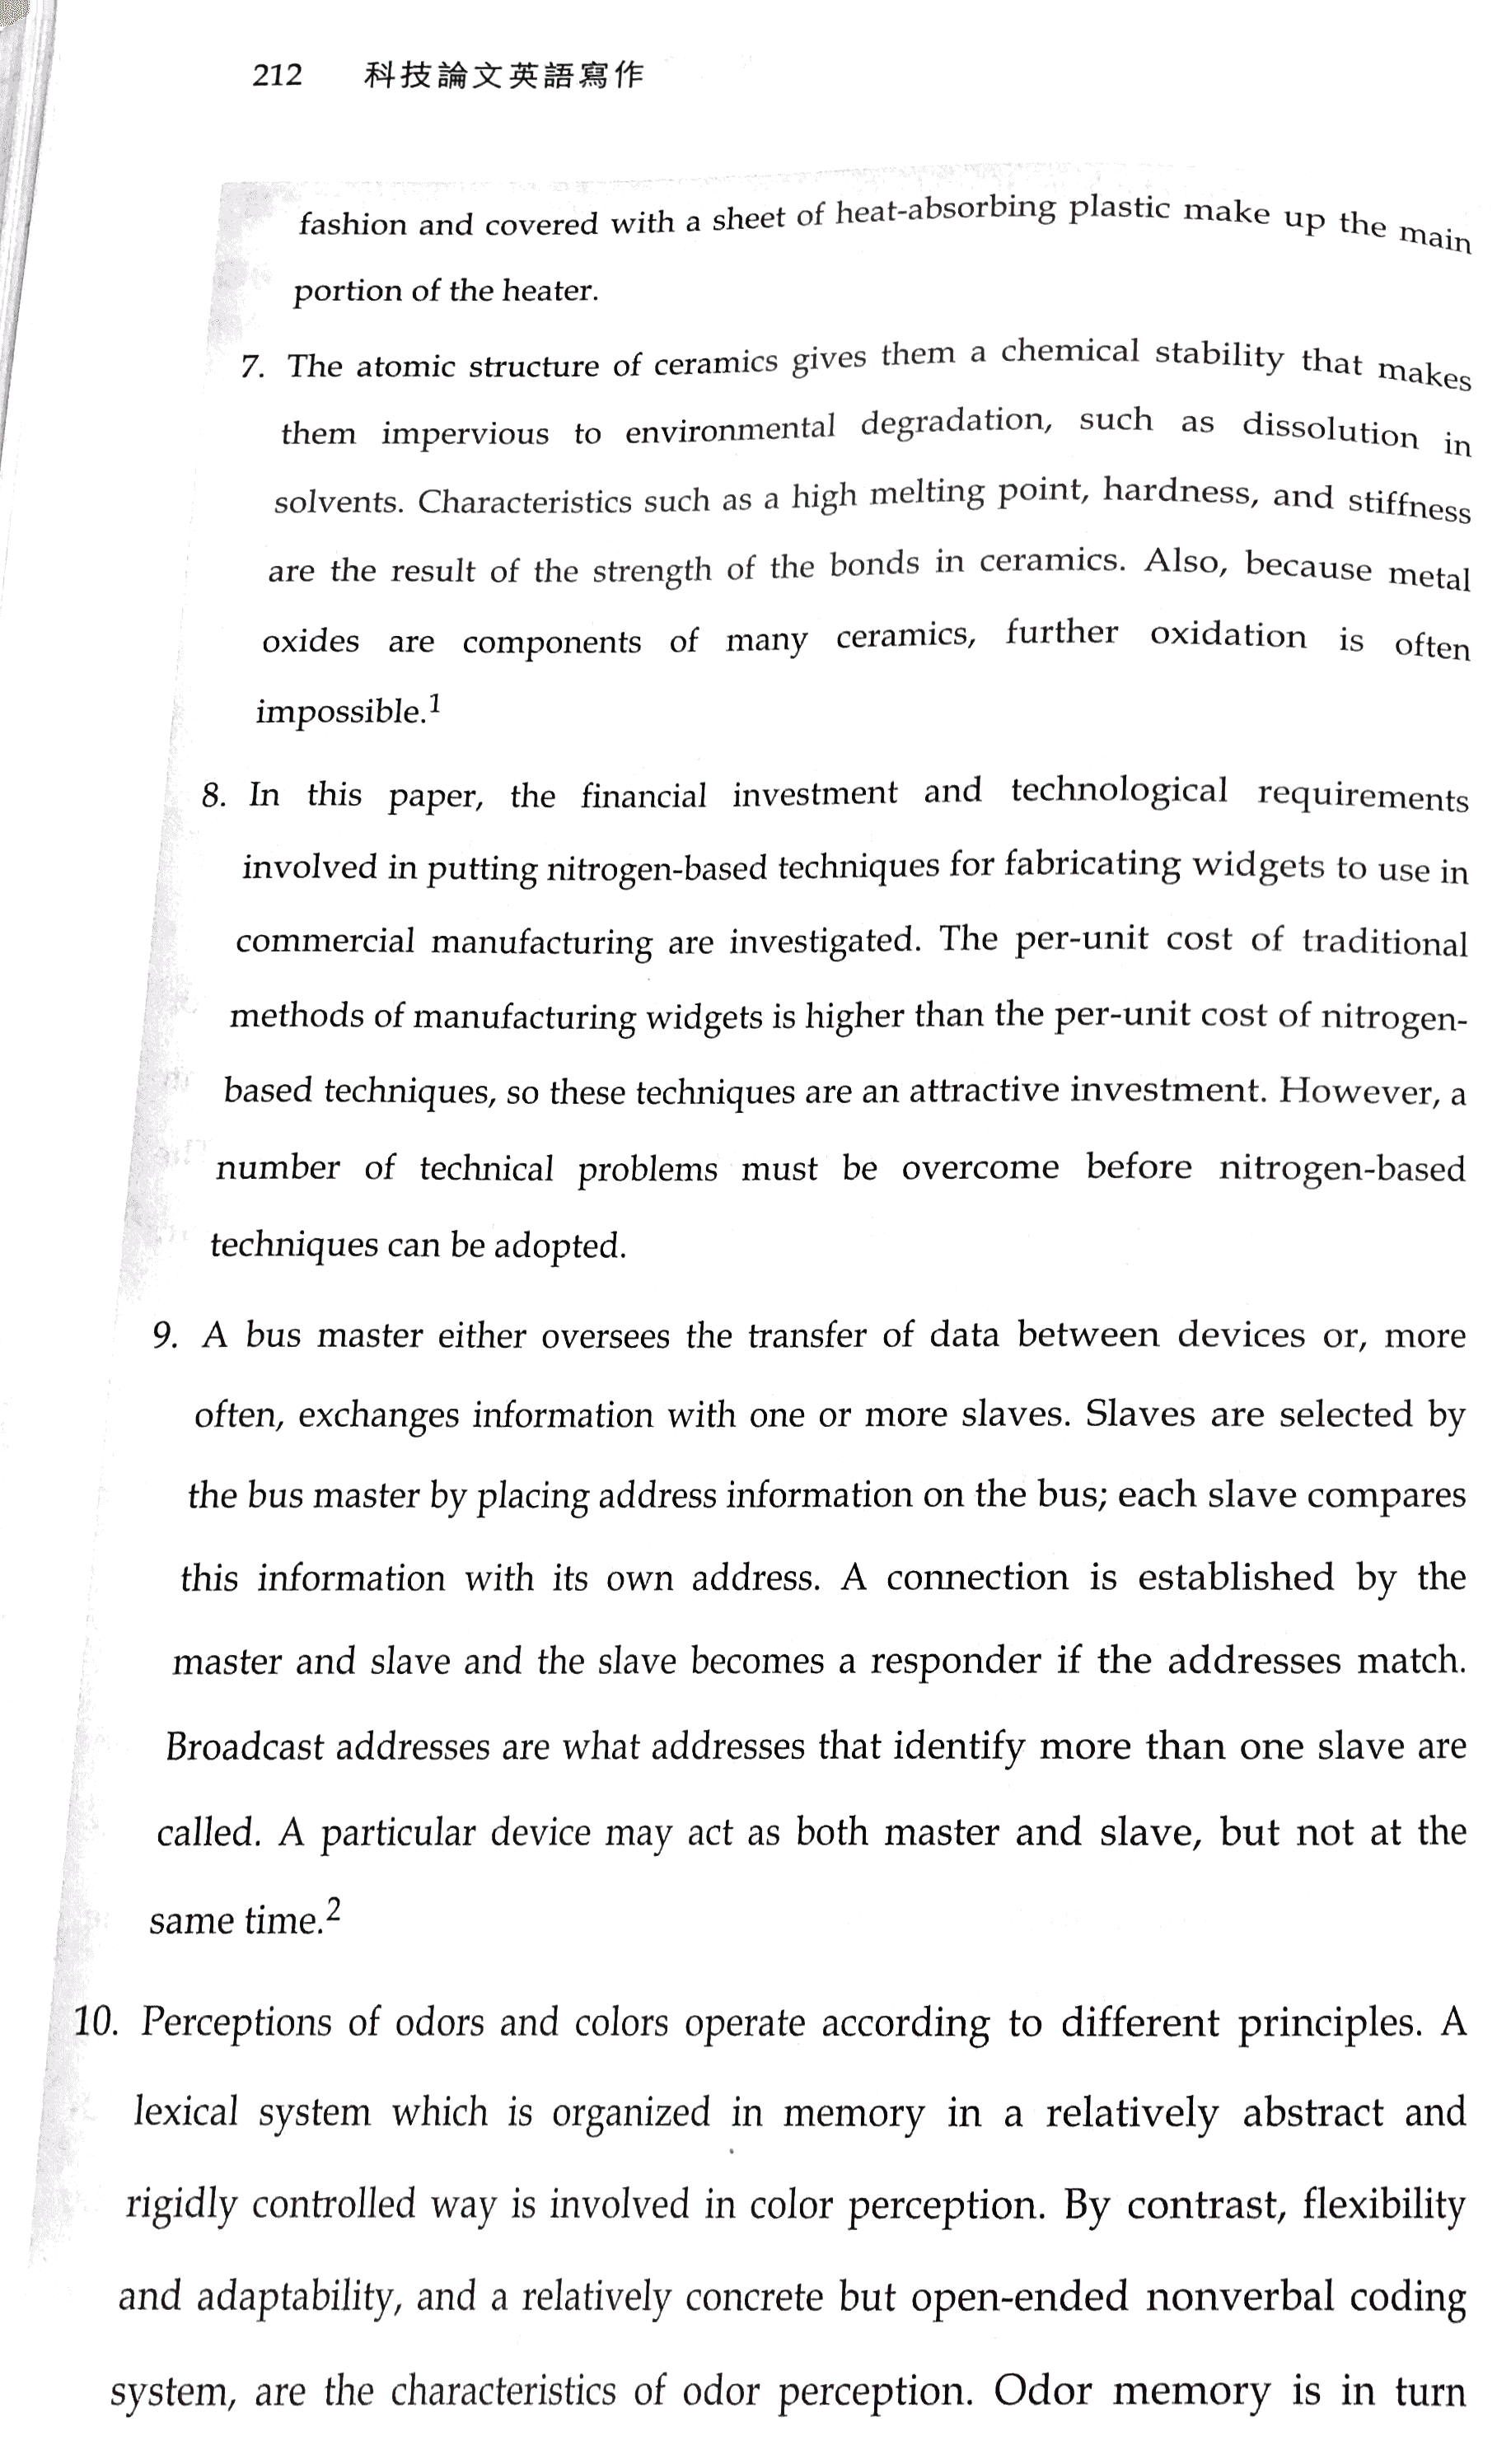 212 科技論文英語寫作
fashion and covered with a sheet of heat-absorbing plastic make up the main
portion of the heater.
7. The atomic structure of ceramics gives them a chemical stability that makes
them impervious to environmental degradation, such as dissolution in
solvents. Characteristics such as a high melting point, hardness, and stiffness
are the result of the strength of the bonds in ceramics. Also, because metal
oxides are components of many ceramics, further oxidation is often
impossible.1
8. In this paper, the financial investment and technological requirements
involved in putting nitrogen-based techniques for fabricating widgets to use in
commercial manufacturing are investigated. The per-unit cost of traditional
methods of manufacturing widgets is higher than the per-unit cost of nitrogen-
based techniques, so these techniques are an attractive investment. However, a
number of technical problems must be overcome before nitrogen-based
techniques can be adopted.
9. A bus master either oversees the transfer of data between devices or, more
often, exchanges information with one or more slaves. Slaves are selected by
the bus master by placing address information on the bus; each slave compares
this information with its own address. A connection is established by the
master and slave and the slave becomes a responder if the addresses match.
Broadcast addresses are what addresses that identify more than one slave are
called. A particular device may act as both master and slave, but not at the
same time.2
10. Perceptions of odors and colors operate according to different principles. A
lexical system which is organized in memory in a relatively abstract and
rigidly controlled way is involved in color perception. By contrast, flexibility
and adaptability, and a relatively concrete but open-ended nonverbal coding
system, are the characteristics of odor perception. Odor memory is in turn